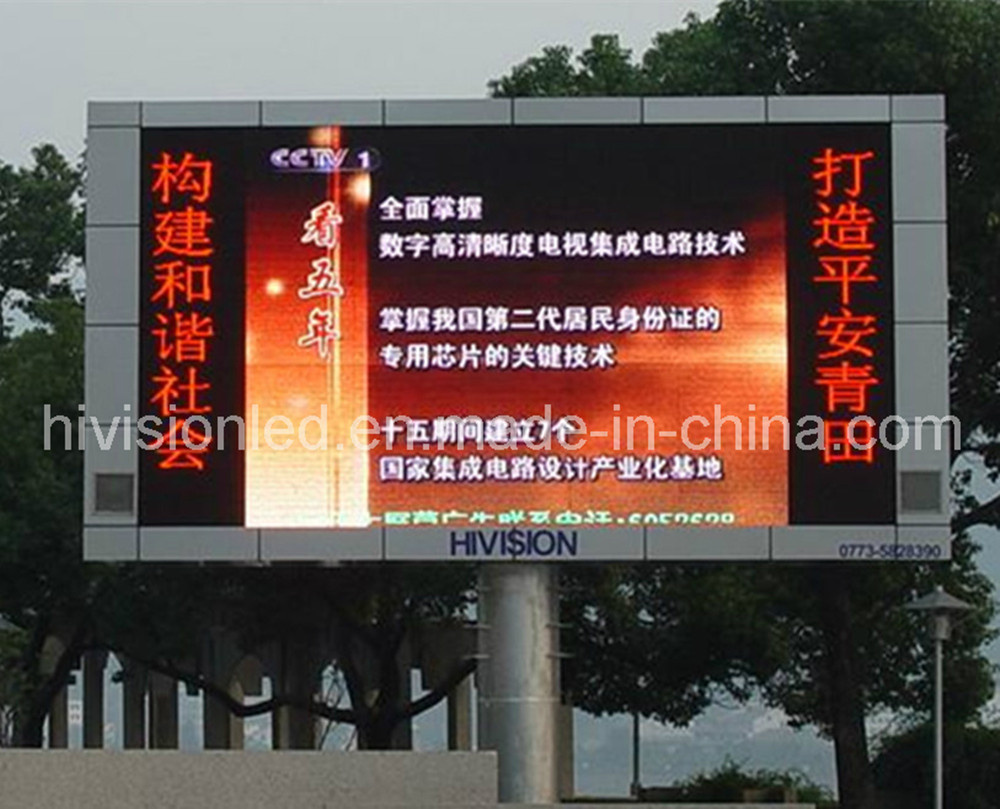 构建和谐社会
CCTV 1
看五年
全面掌握
数字高清晰度电视集成电路技术
掌握我国第二代居民身份证的
专用芯片的关键技术
十五期间建立7个
国家集成电路设计产业化基地
打造平安青田
HIVISION
0773-5828390
hivisionled.en.made-in-china.com